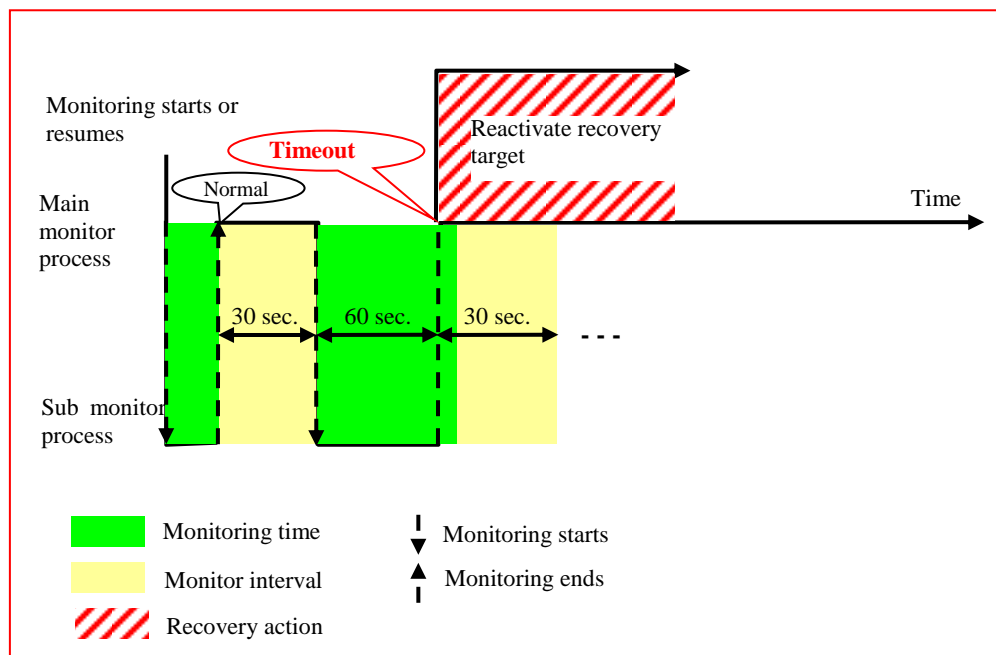 Monitoring starts or
resumes
Timeout
Reactivate recovery
target
Normal
Time
Main
monitor
process
30 sec.
60 sec.
30 sec.
- - -
Sub monitor
process
Monitoring time
Monitoring starts
Monitor interval
Monitoring ends
Recovery action